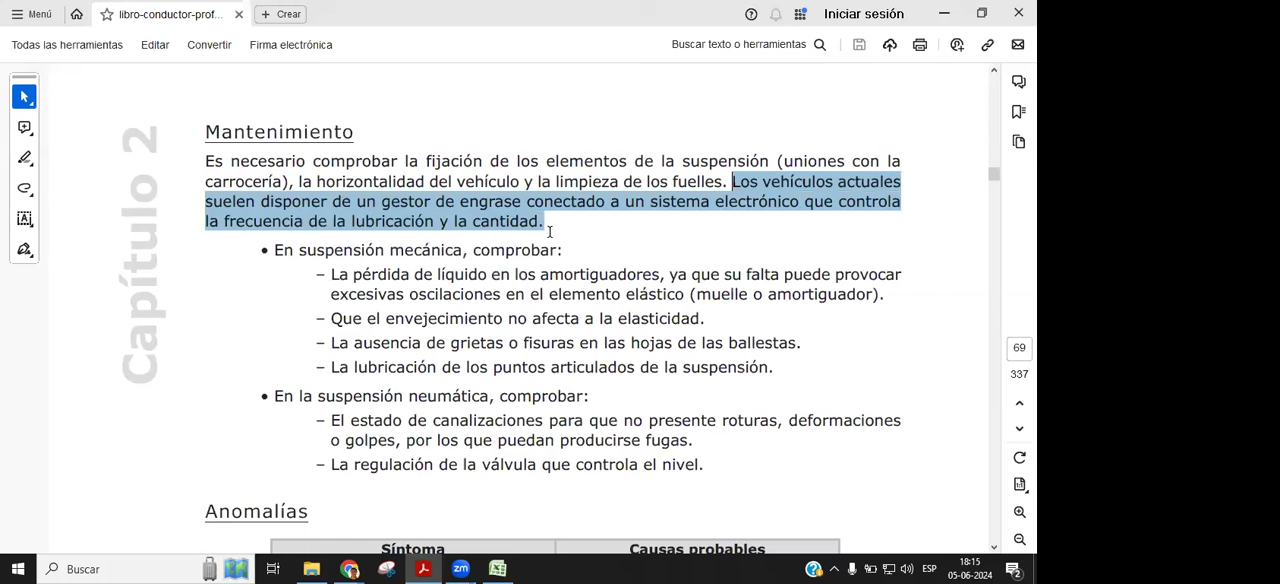 Menú
libro-conductor-prof...
Crear
Iniciar sesión
Todas las herramientas
Editar
Convertir
Firma electrónica
Buscar texto o herramientas
Capítulo 2
Mantenimiento
Es necesario comprobar la fijación de los elementos de la suspensión (uniones con la
carrocería), la horizontalidad del vehículo y la limpieza de los fuelles. Los vehículos actuales
suelen disponer de un gestor de engrase conectado a un sistema electrónico que controla
la frecuencia de la lubricación y la cantidad.
• En suspensión mecánica, comprobar:
– La pérdida de líquido en los amortiguadores, ya que su falta puede provocar
excesivas oscilaciones en el elemento elástico (muelle o amortiguador).
– Que el envejecimiento no afecta a la elasticidad.
– La ausencia de grietas o fisuras en las hojas de las ballestas.
– La lubricación de los puntos articulados de la suspensión.
• En la suspensión neumática, comprobar:
– El estado de canalizaciones para que no presente roturas, deformaciones
o golpes, por los que puedan producirse fugas.
– La regulación de la válvula que controla el nivel.
Anomalías
Síntoma
Causas probables
69
337
Buscar
zm
ESP
18:15
05-06-2024
2